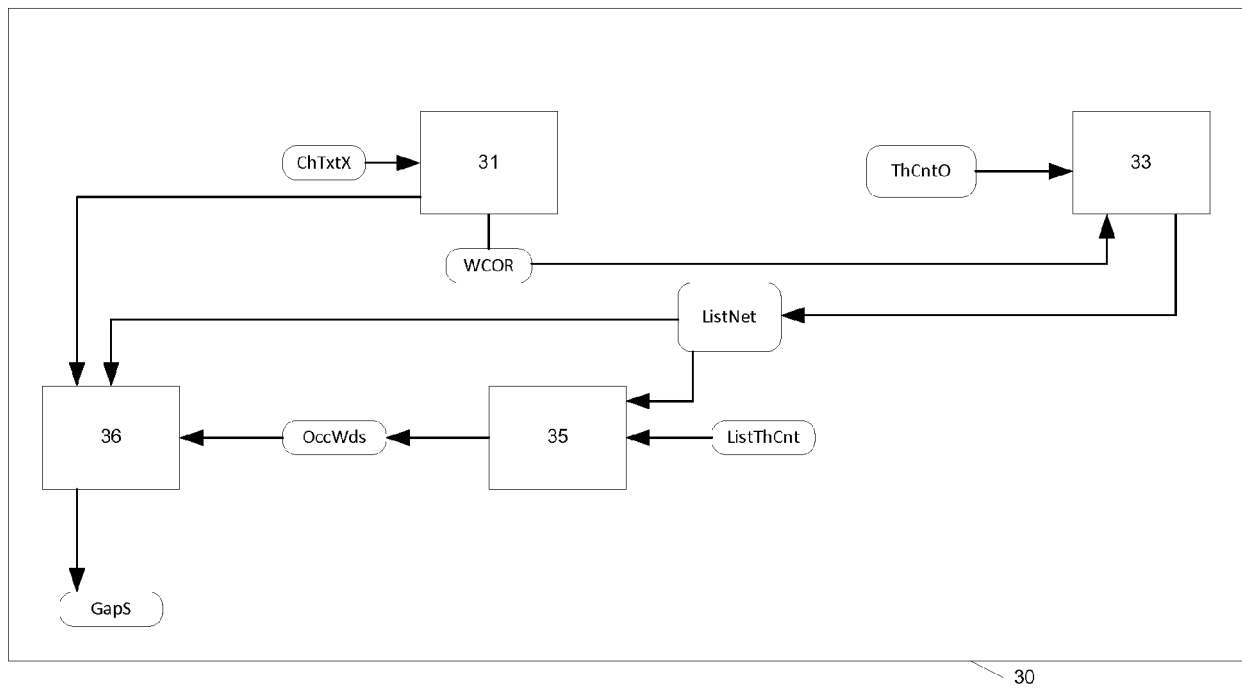 31
33
ChTxtX
ThCntO
WCOR
ListNet
36
OccWds
35
ListThCnt
GapS
30